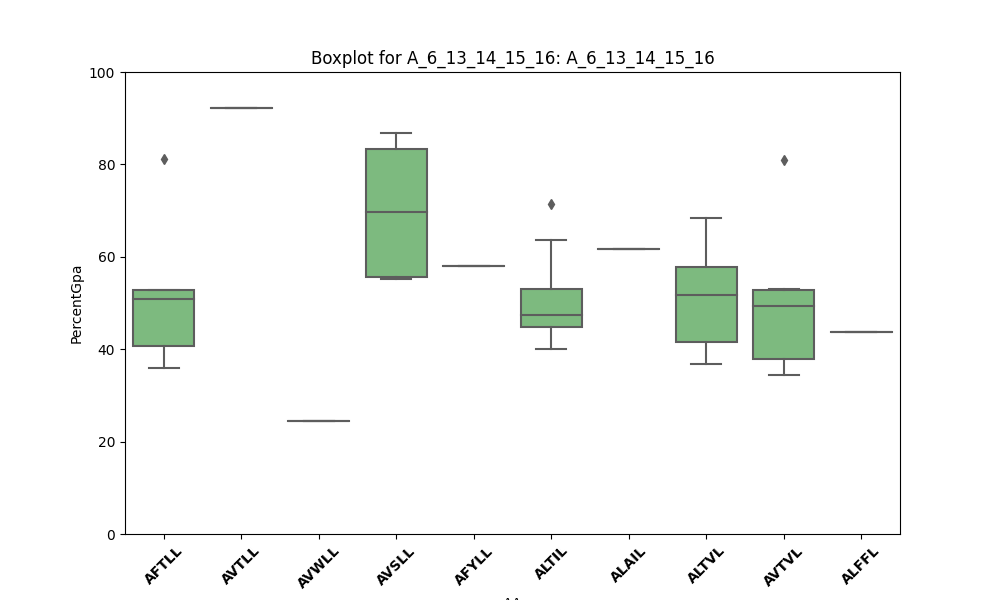 Boxplot for A_6_13_14_15_16: A_6_13_14_15_16
PercentGpa
100
80
60
40
20
0
AFTLL AVTLL AVWLL AVSLL AFYLL ALTIL ALAIL ALTVL AVTVL ALFFL